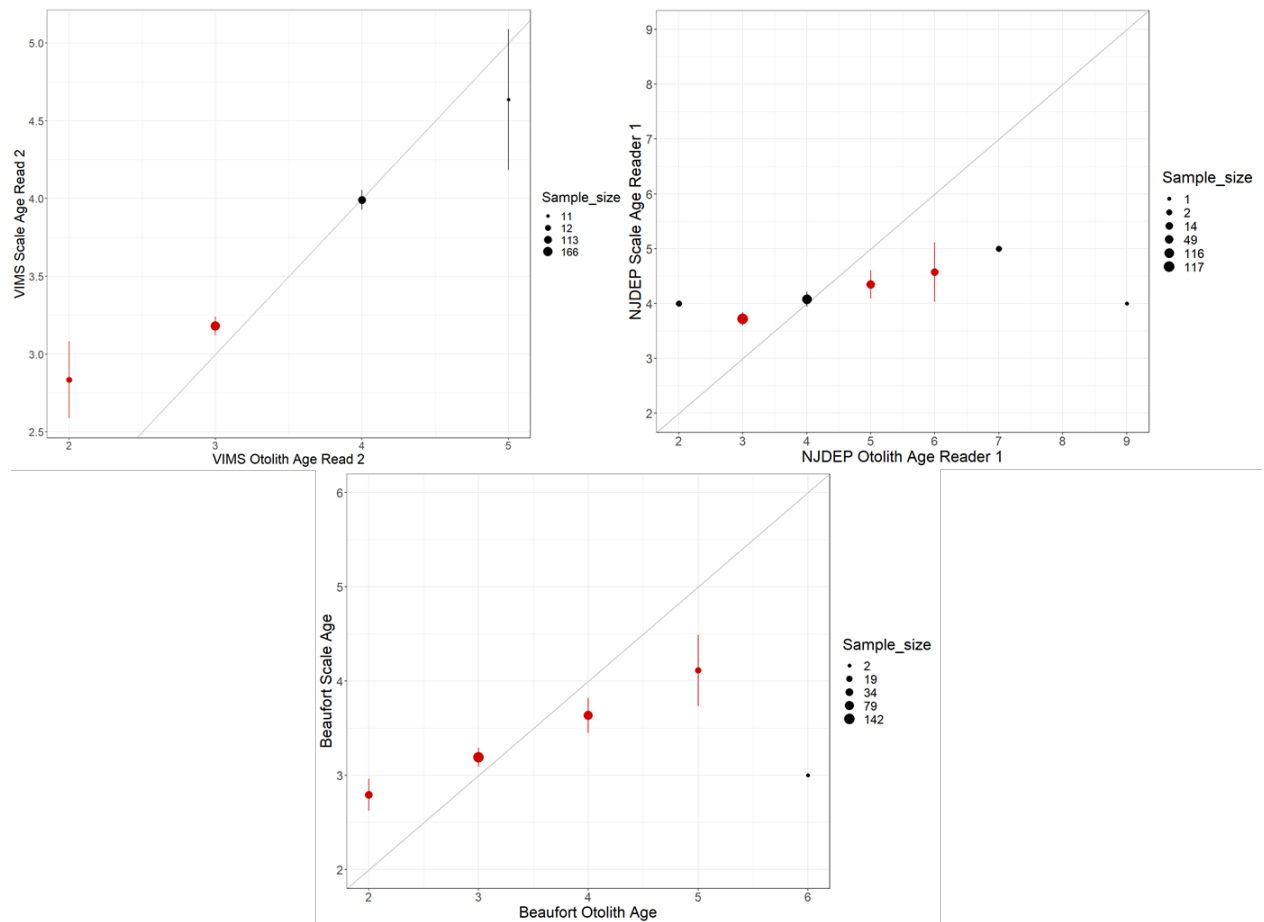 5.0
4.5
4.0
3.5
3.0
2.5
VIMS Scale Age Read 2
2 3 4 5
VIMS Otolith Age Read 2
Sample_size
11
12
113
166
9
8
7
6
5
4
3
2
NJDEP Scale Age Reader 1
2 3 4 5 6 7 8 9
NJDEP Otolith Age Reader 1
Sample_size
1
2
14
49
116
117
6
5
4
3
2
Beaufort Scale Age
2 3 4 5 6
Beaufort Otolith Age
Sample_size
2
19
34
79
142